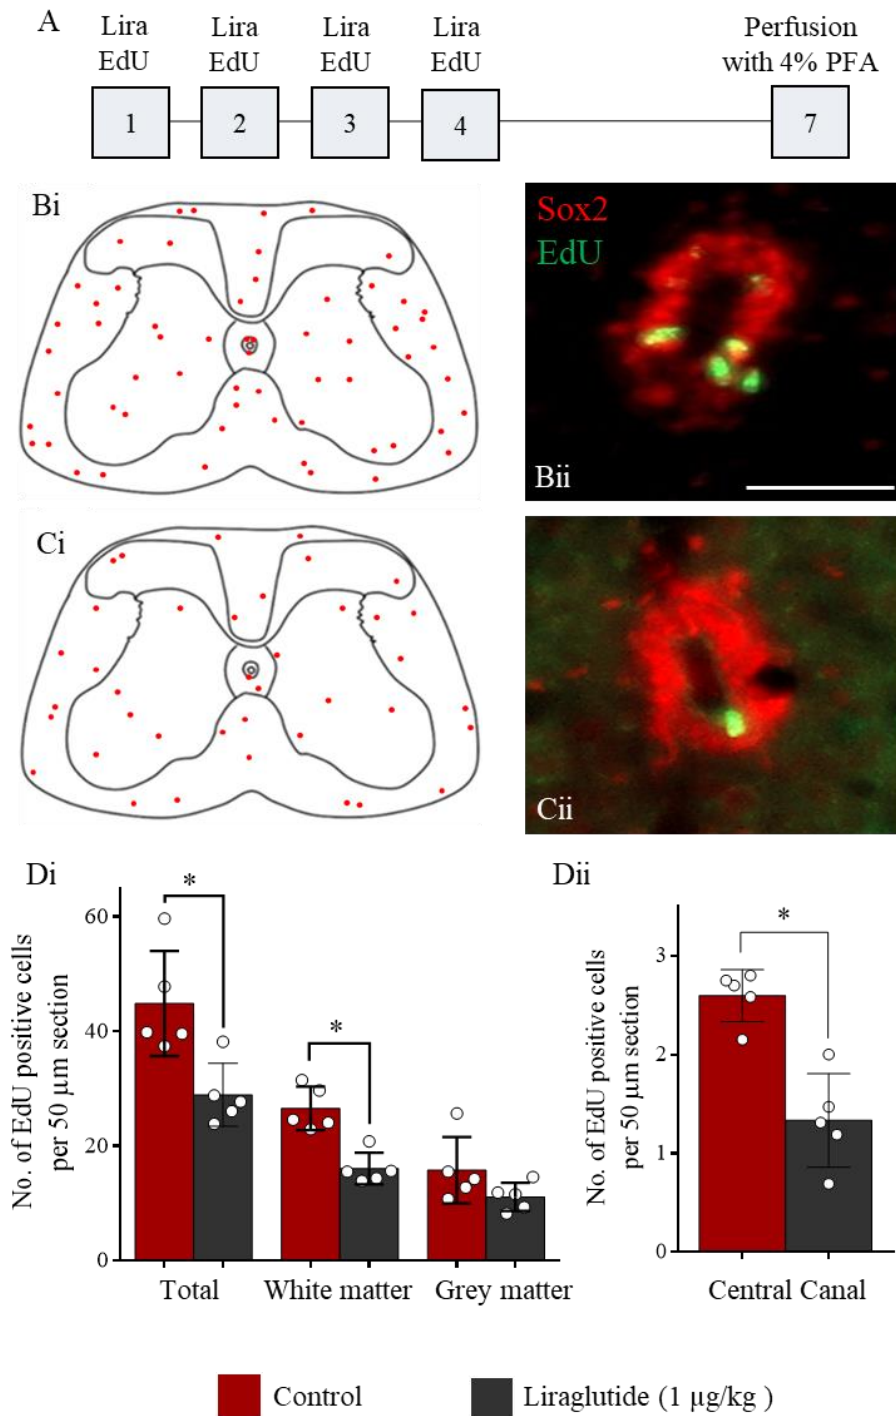 A
Lira
EdU
Lira
EdU
Lira
EdU
Lira
EdU
Perfusion
with 4% PFA
1
2
3
4
7
Bi
Sox2
EdU
Bii
Ci
Cii
Di
No. of EdU positive cells
per 50 µm section
60
40
20
0
*
*
Total
White matter
Grey matter
Dii
No. of EdU positive cells
per 50 µm section
3
2
1
0
*
Central Canal
Control
Liraglutide (1 µg/kg )